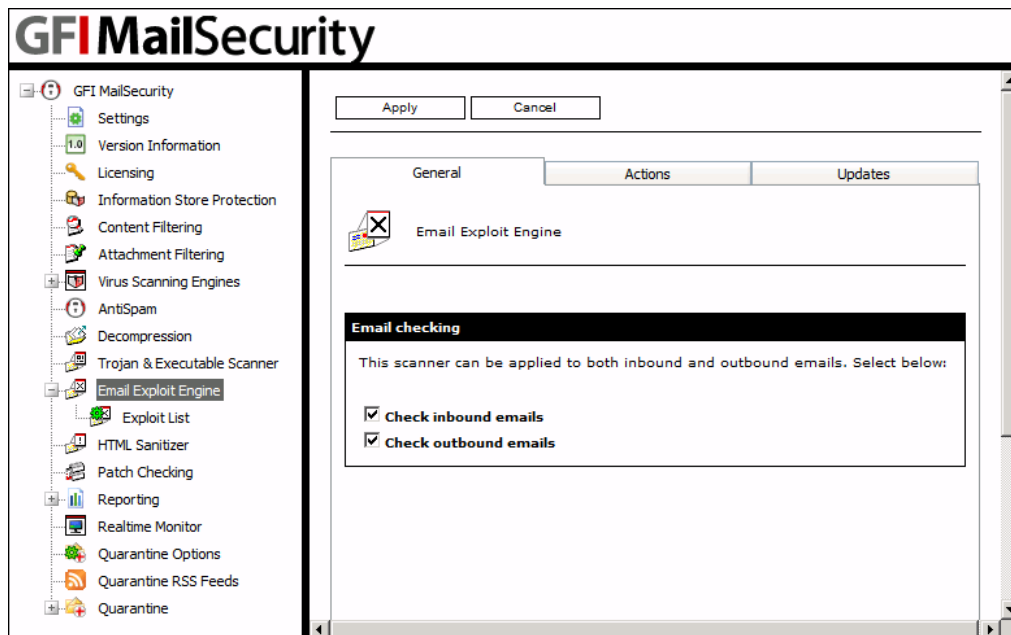 GFI MailSecurity
GFI MailSecurity
Settings
1.0 Version Information
Licensing
Information Store Protection
Content Filtering
Attachment Filtering
Virus Scanning Engines
AntiSpam
Decompression
Trojan & Executable Scanner
Email Exploit Engine
Exploit List
HTML Sanitizer
Patch Checking
Reporting
Realtime Monitor
Quarantine Options
Quarantine RSS Feeds
Quarantine
Apply Cancel
General Actions Updates
Email Exploit Engine
Email checking
This scanner can be applied to both inbound and outbound emails. Select below:
Check inbound emails
Check outbound emails